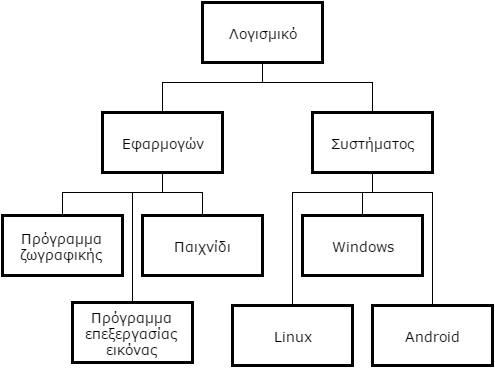 Λογισμικό
Εφαρμογών
Συστήματος
Πρόγραμμα
ζωγραφικής
Παιχνίδι
Windows
Πρόγραμμα
επεξεργασίας
εικόνας
Linux
Android